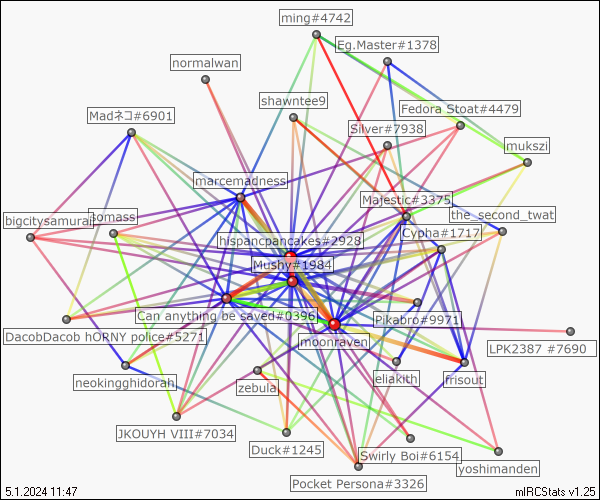 ming#4742
Eg.Master#1378
normalwan
shawntee9
Fedora Stoat#4479
Madネコ#6901
Silver#7938
mukszi
marcemadness
Majestic#3375
bigcitysamurai
somass
the_second_twat
Cypha#1717
hispancpancakes#2928
Mushy#1984
Can anything be saved#0396
Pikabro#9971
DacobDacob hORNY police#5271
moonraven
LPK2387 #7690
neokingghidorah
zebula
eliakith
frisout
JKOUYH VIII#7034
Duck#1245
Swirly Boi#6154
yoshimanden
Pocket Persona#3326
5.1.2024 11:47
mIRCStats v1.25